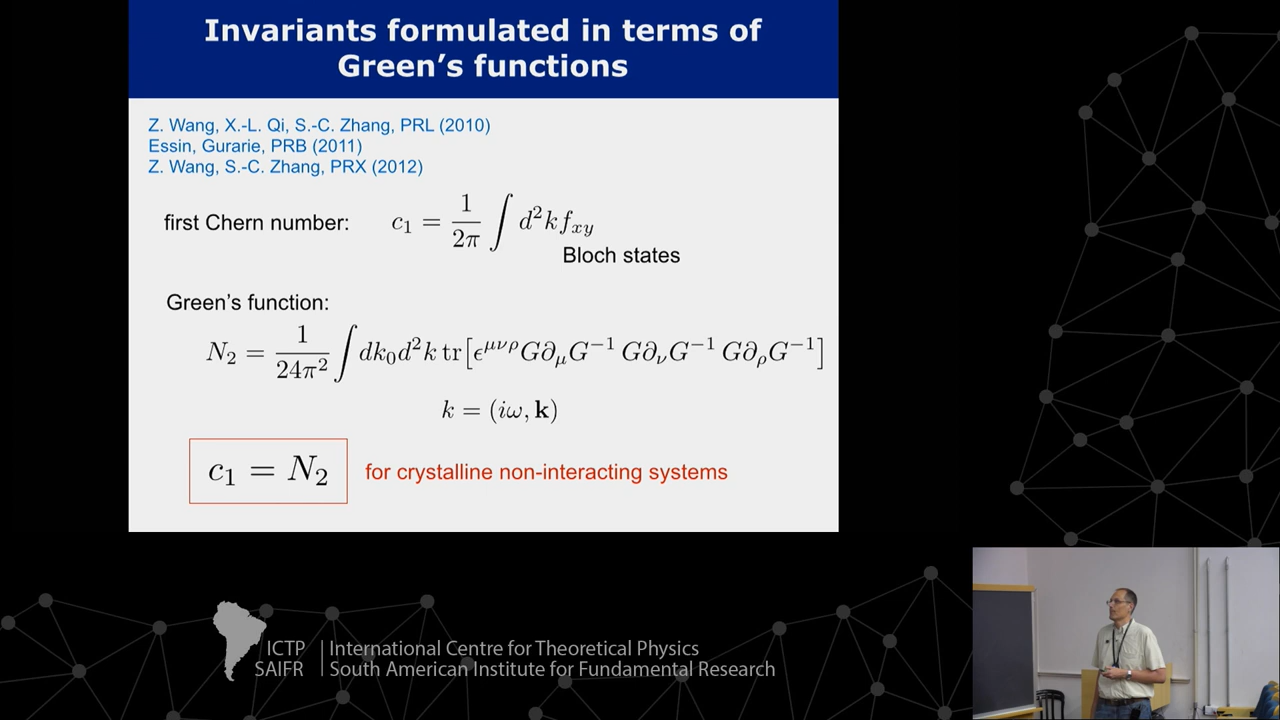 Invariants formulated in terms of
Green's functions
Z. Wang, X.-L. Qi, S.-C. Zhang, PRL (2010)
Essin, Gurarie, PRB (2011)
Z. Wang, S.-C. Zhang, PRX (2012)
first Chern number: $c_1 = \frac{1}{2\pi} \int d^2k f_{xy}$
Bloch states
Green's function:
$N_2 = \frac{1}{24\pi^2} \int dk_0 d^2k \, \mathrm{tr}\left[\epsilon^{\mu\nu\rho} G\partial_\mu G^{-1} \, G\partial_\nu G^{-1} \, G\partial_\rho G^{-1}\right]$
$k = (i\omega, \mathbf{k})$
$c_1 = N_2$ for crystalline non-interacting systems
ICTP International Centre for Theoretical Physics
SAIFR South American Institute for Fundamental Research